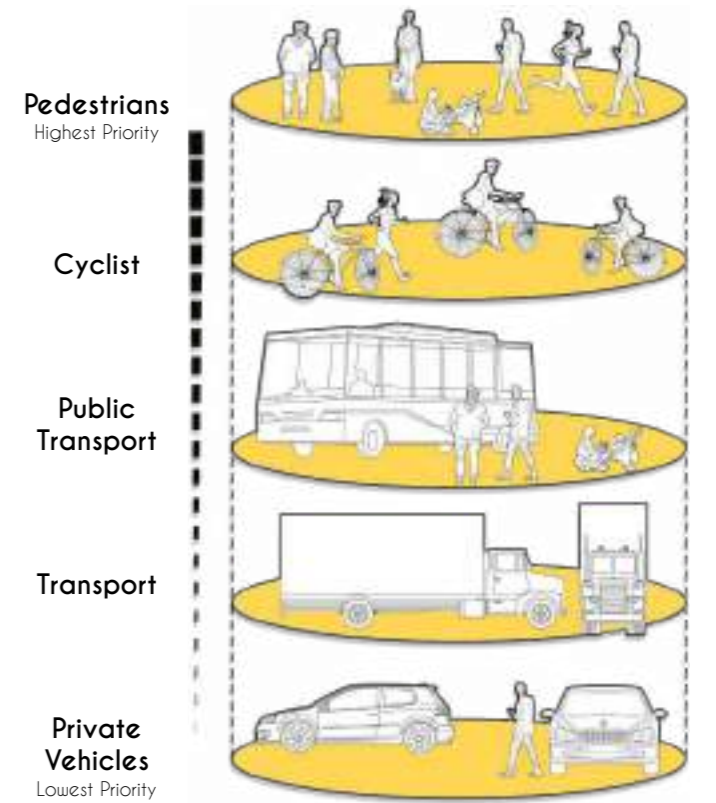 Pedestrians
Highest Priority
Cyclist
Public
Transport
Transport
Private
Vehicles
Lowest Priority